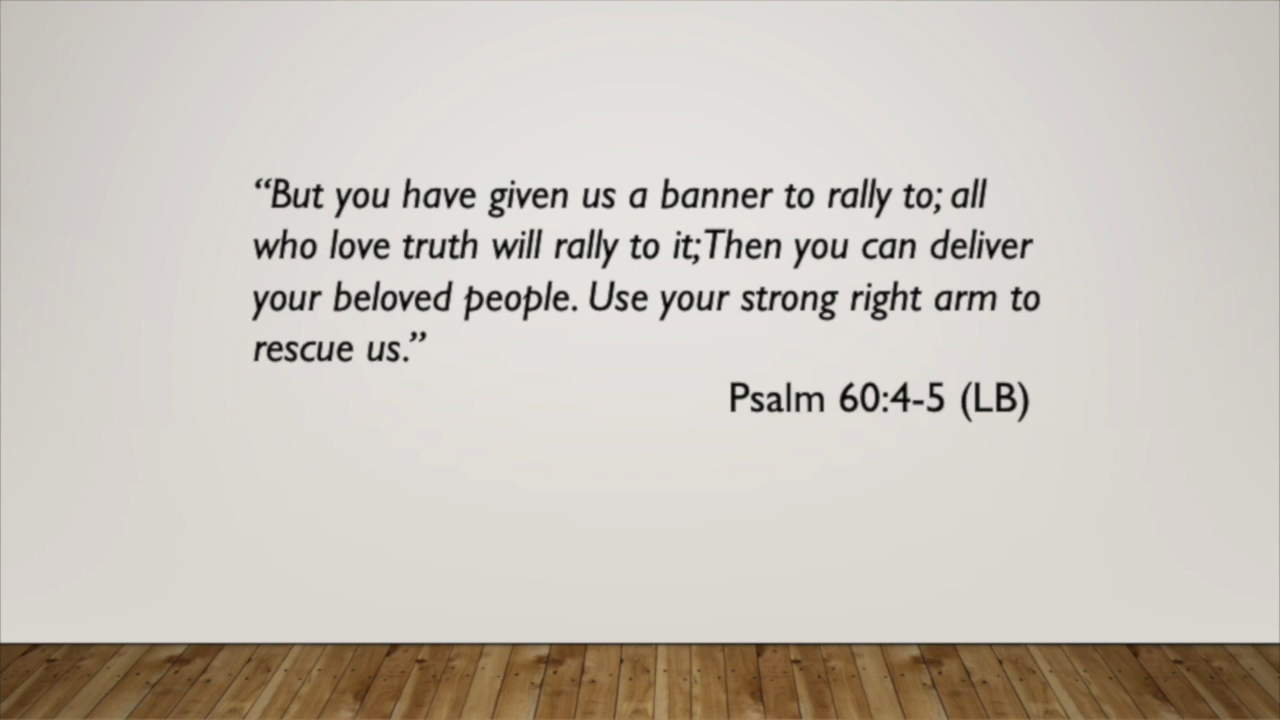 “But you have given us a banner to rally to; all
who love truth will rally to it;Then you can deliver
your beloved people. Use your strong right arm to
rescue us.”
Psalm 60:4-5 (LB)